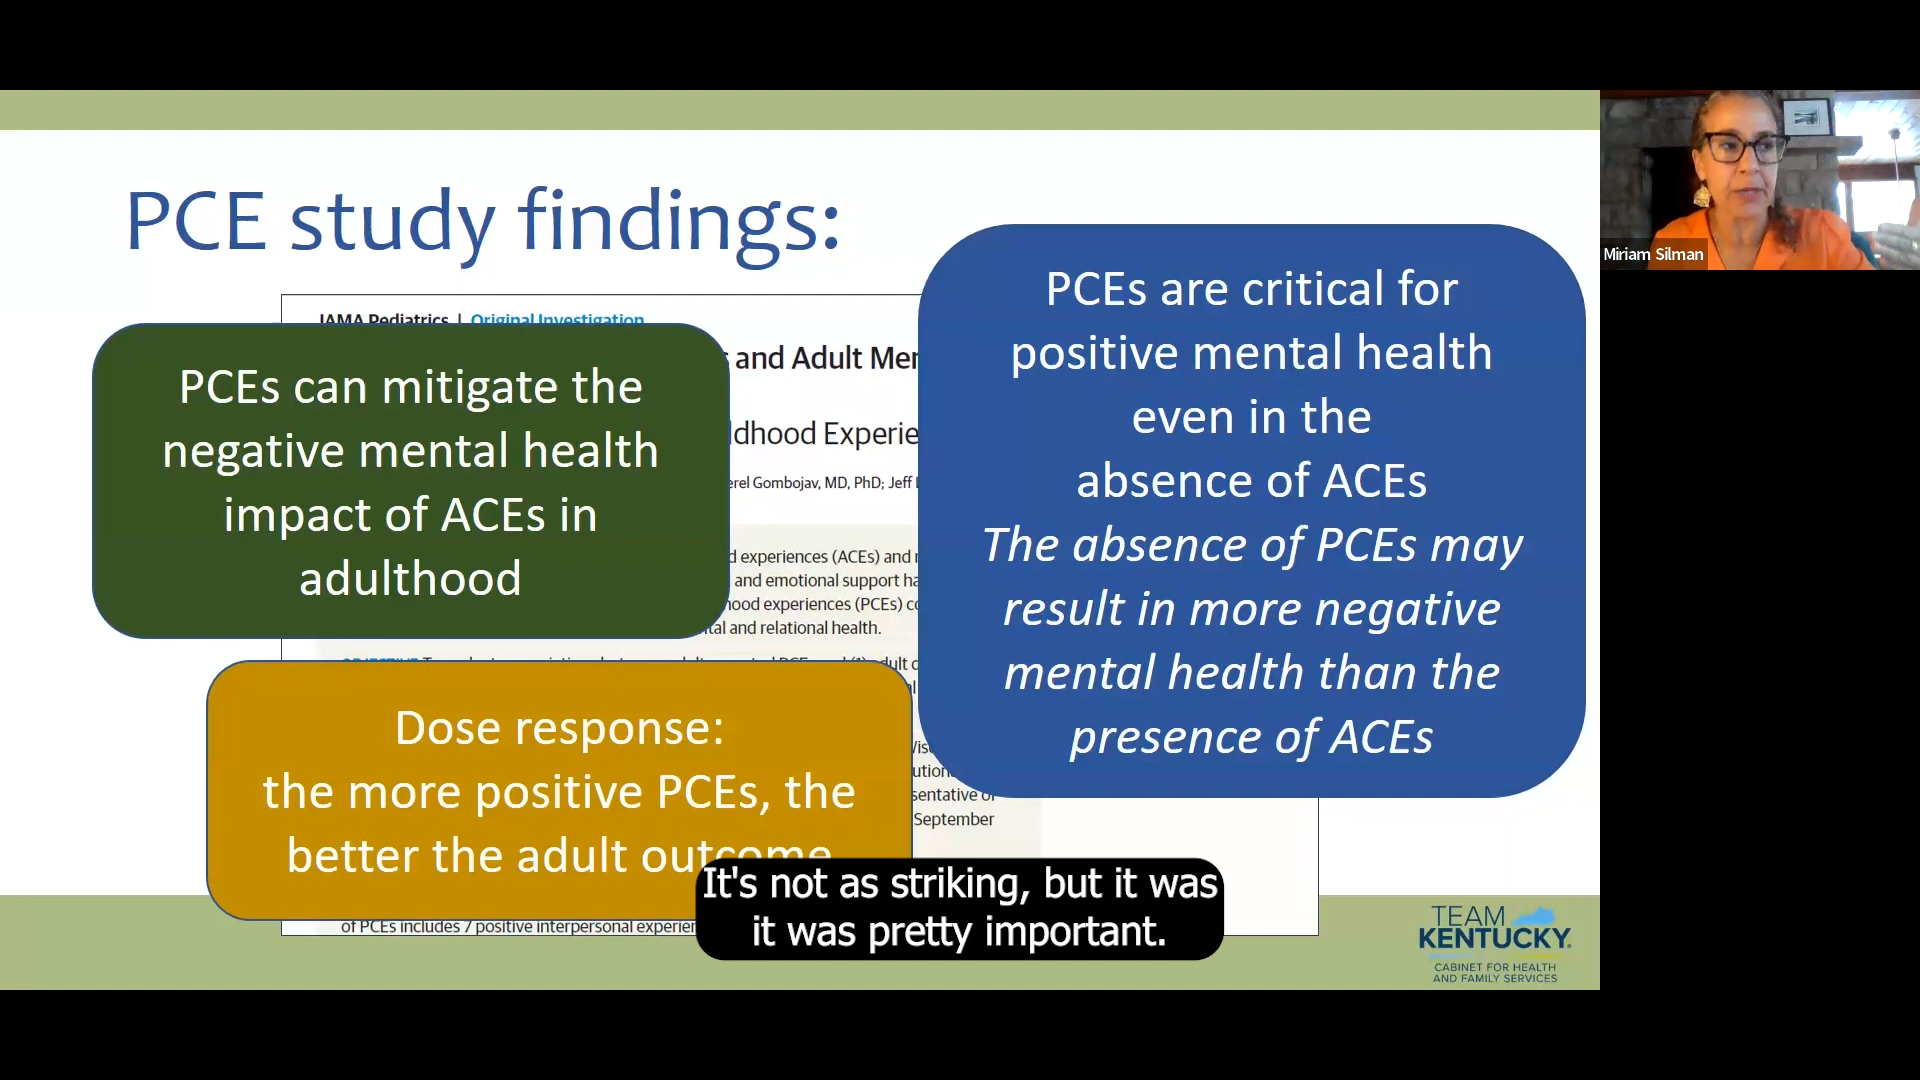 PCE study findings:
JAMA Pediatrics | Original Investigation
and Adult Mer
ldhood Experie
erel Gombojav, MD, PhD; Jeff L
PCEs can mitigate the
negative mental health
impact of ACEs in
adulthood
d experiences (ACEs) and r
and emotional support ha
hood experiences (PCEs) co
ital and relational health.
Dose response:
the more positive PCEs, the
better the adult outcome
sentative of
September
of PCEs includes 7 positive interpersonal experien
PCEs are critical for
positive mental health
even in the
absence of ACEs
The absence of PCEs may
result in more negative
mental health than the
presence of ACEs
It's not as striking, but it was
it was pretty important.
Miriam Silman
TEAM
KENTUCKY
CABINET FOR HEALTH
AND FAMILY SERVICES